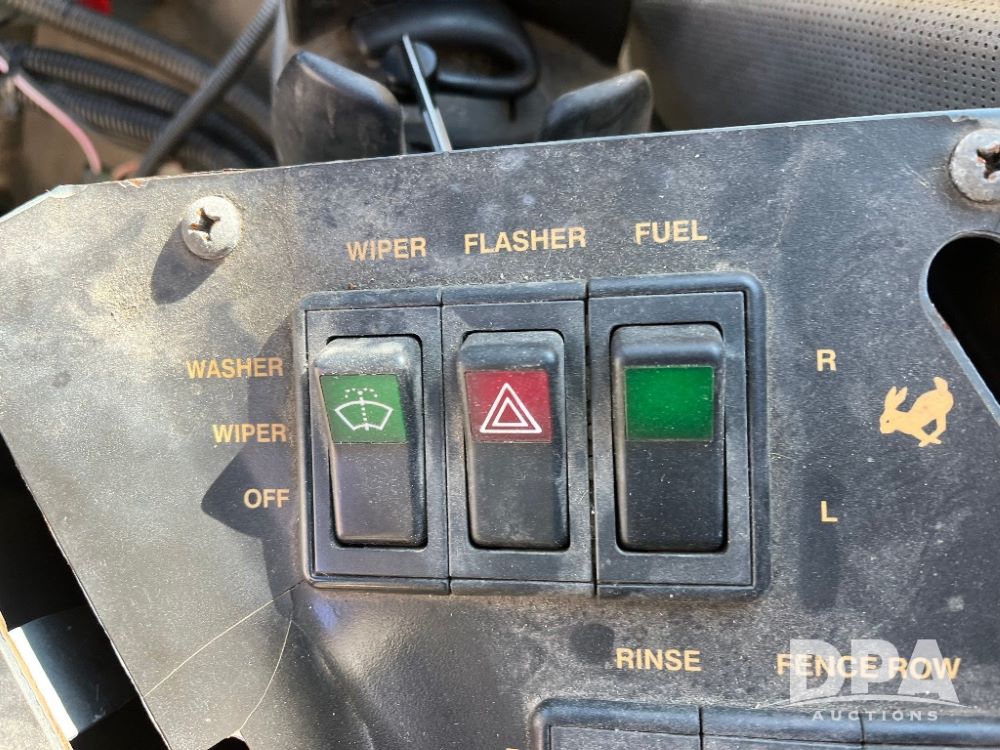 WIPER FLASHER FUEL
WASHER
R
WIPER
OFF
L
RINSE FENCE ROW
DPA
AUCTIONS